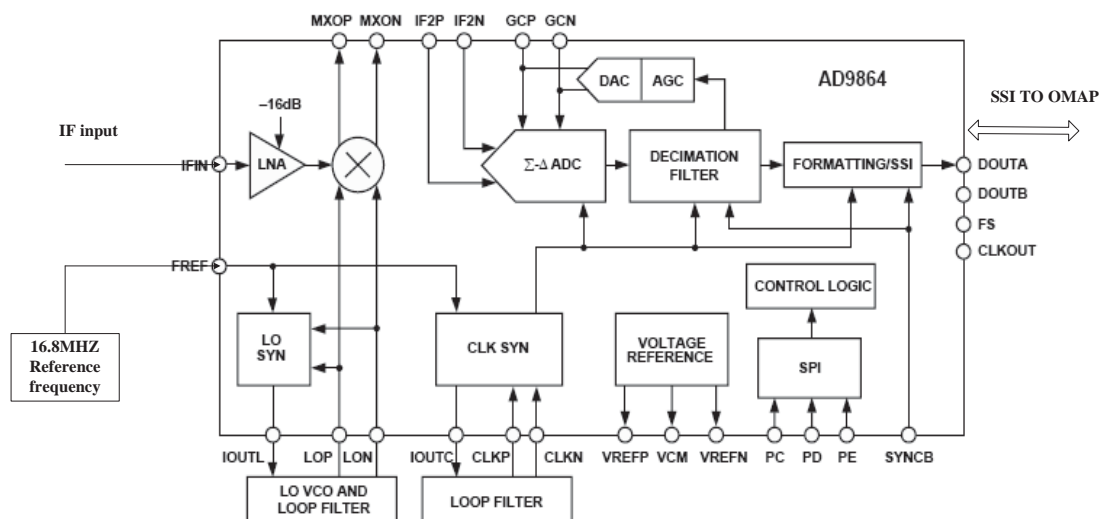 MXOP MXON IF2P IF2N GCP GCN
DAC AGC
AD9864
SSI TO OMAP
–16dB
IF input
IFIN
LNA
Σ-Δ ADC
DECIMATION
FILTER
FORMATTING/SSI
DOUTA
DOUTB
FS
CLKOUT
FREF
CONTROL LOGIC
16.8MHZ
Reference
frequency
LO
SYN
CLK SYN
VOLTAGE
REFERENCE
SPI
IOUTL LOP LON IOUTC CLKP CLKN VREFP VCM VREFN PC PD PE SYNCB
LO VCO AND
LOOP FILTER
LOOP FILTER